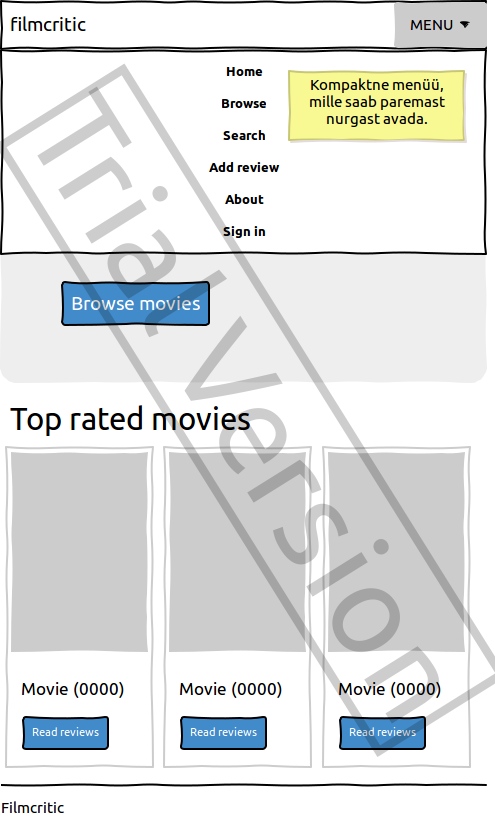 filmcritic
MENU
Home
Browse
Search
Add review
About
Sign in
Kompaktne menüü,
mille saab paremast
nurgast avada.
Browse movies
Top rated movies
Movie (0000)
Movie (0000)
Movie (0000)
Read reviews
Read reviews
Read reviews
Filmcritic
Trial Version